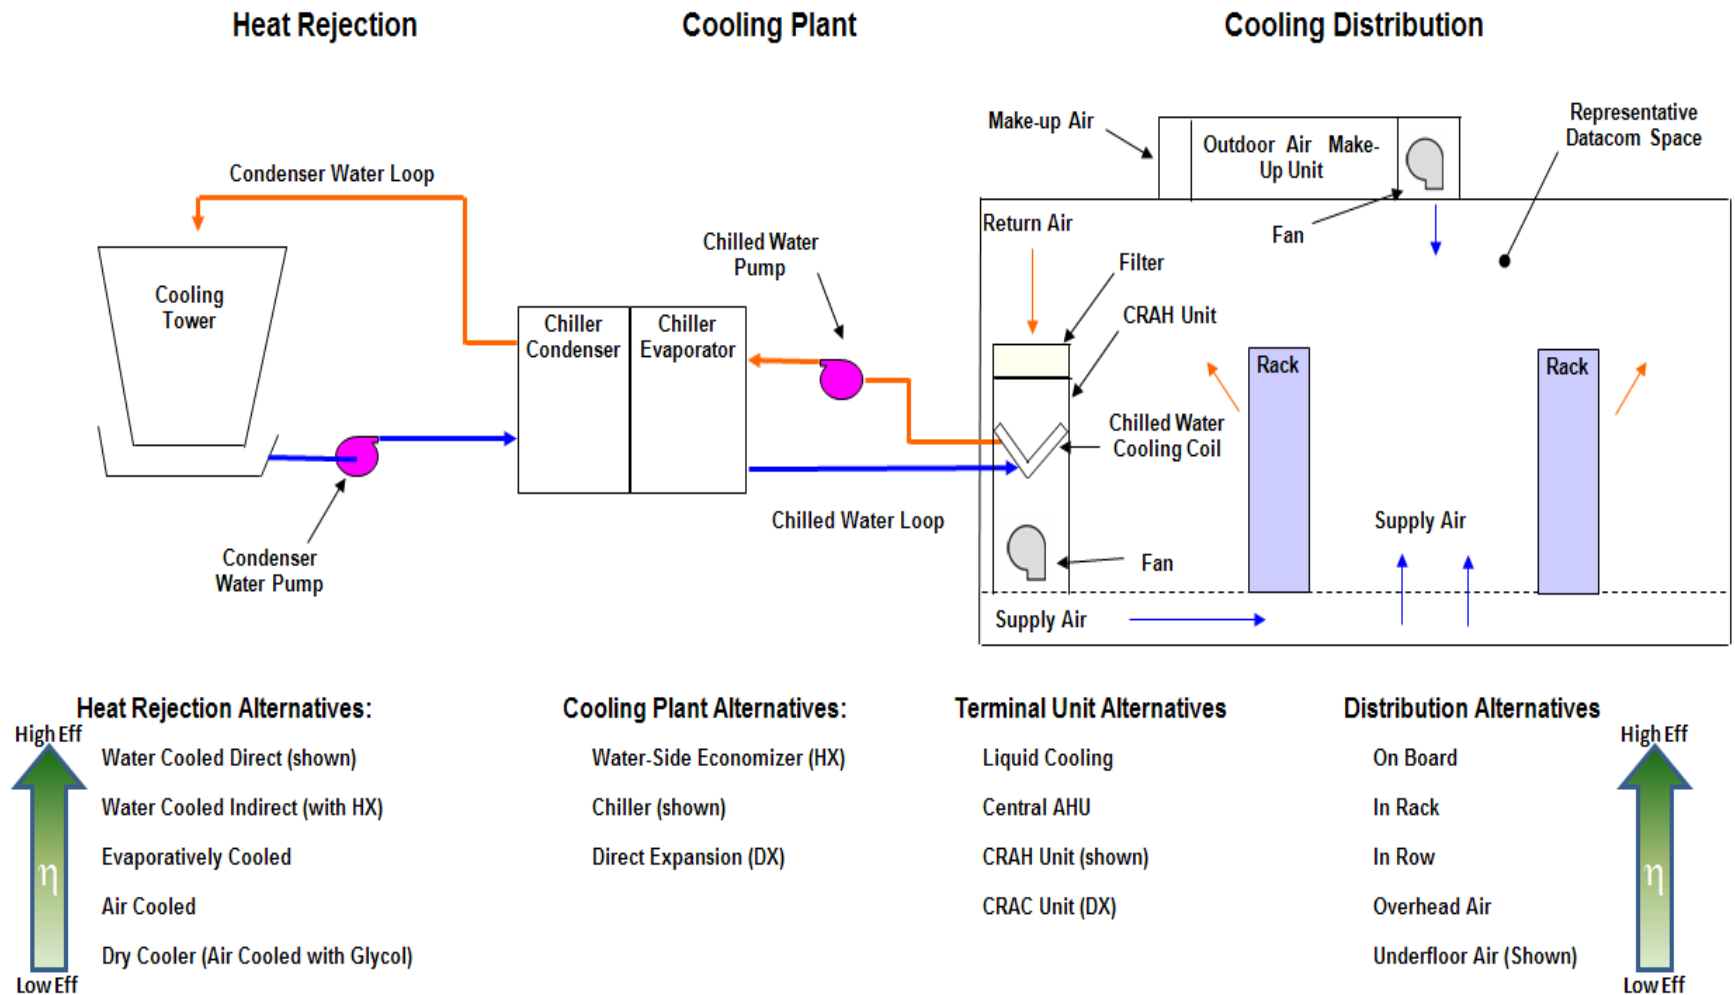 Heat Rejection
Cooling Plant
Cooling Distribution
Make-up Air
Outdoor Air Make-
Up Unit
Representative
Datacom Space
Condenser Water Loop
Return Air
Fan
Chilled Water
Pump
Filter
Cooling
Tower
Chiller
Condenser
Chiller
Evaporator
CRAH Unit
Rack
Rack
Chilled Water
Cooling Coil
Chilled Water Loop
Supply Air
Condenser
Water Pump
Fan
Supply Air
Heat Rejection Alternatives:
High Eff
Water Cooled Direct (shown)
Water Cooled Indirect (with HX)
Evaporatively Cooled
η
Air Cooled
Dry Cooler (Air Cooled with Glycol)
Low Eff
Cooling Plant Alternatives:
Water-Side Economizer (HX)
Chiller (shown)
Direct Expansion (DX)
Terminal Unit Alternatives
Liquid Cooling
Central AHU
CRAH Unit (shown)
CRAC Unit (DX)
Distribution Alternatives
High Eff
On Board
In Rack
In Row
η
Overhead Air
Underfloor Air (Shown)
Low Eff